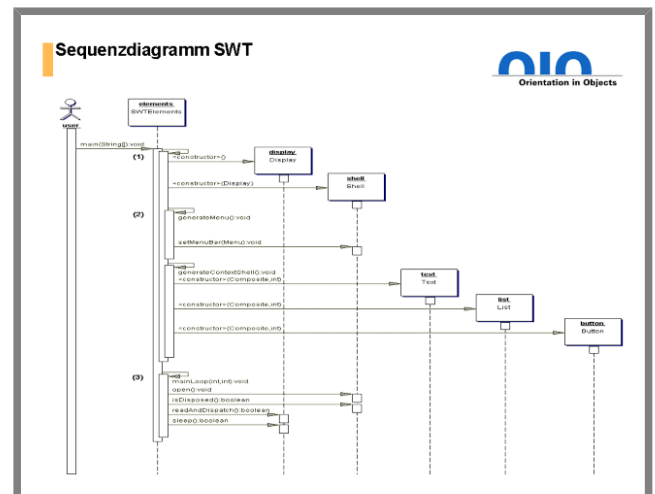 Sequenzdiagramm SWT
OIO
Orientation in Objects
user
elements
SWTElements
main(String[]):void
(1)
<constructor>()
display
Display
<constructor>(Display)
shell
Shell
(2)
generateMenu():void
setMenuBar(Menu):void
generateContextShell():void
<constructor>(Composite,int)
text
Text
<constructor>(Composite,int)
list
List
<constructor>(Composite,int)
button
Button
(3)
mainLoop(int,int):void
open():void
isDisposed():boolean
readAndDispatch():boolean
sleep():boolean